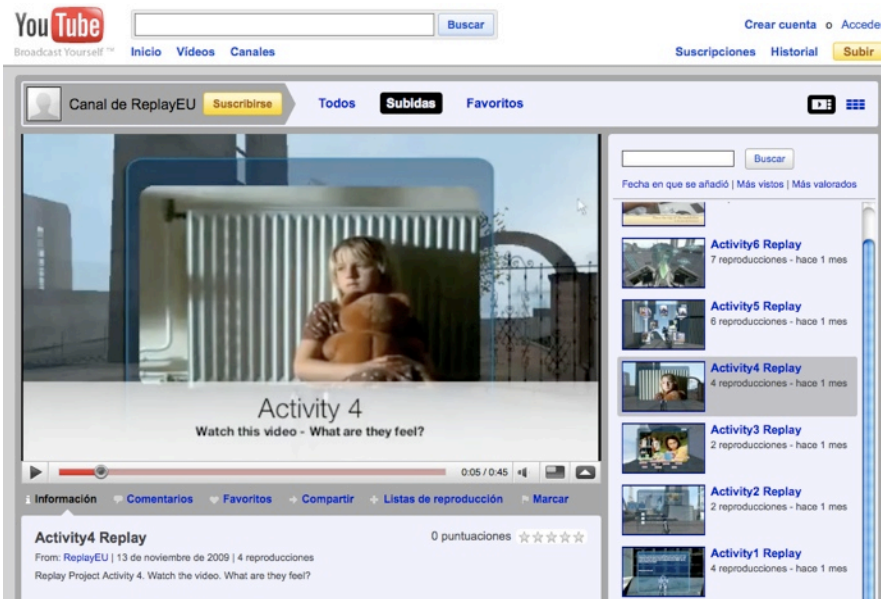 You Tube
Buscar
Crear cuenta o Accede
Broadcast Yourself ™ Inicio Vídeos Canales
Suscripciones Historial Subir
Canal de ReplayEU Suscribirse Todos Subidas Favoritos
Activity 4
Watch this video - What are they feel?
0:05 / 0:45
Información Comentarios Favoritos Compartir Listas de reproducción Marcar
Activity4 Replay
0 puntuaciones
From: ReplayEU | 13 de noviembre de 2009 | 4 reproducciones
Replay Project Activity 4. Watch the video. What are they feel?
Buscar
Fecha en que se añadió | Más vistos | Más valorados
Activity6 Replay
7 reproducciones - hace 1 mes
Activity5 Replay
6 reproducciones - hace 1 mes
Activity4 Replay
4 reproducciones - hace 1 mes
Activity3 Replay
2 reproducciones - hace 1 mes
Activity2 Replay
2 reproducciones - hace 1 mes
Activity1 Replay
4 reproducciones - hace 1 mes